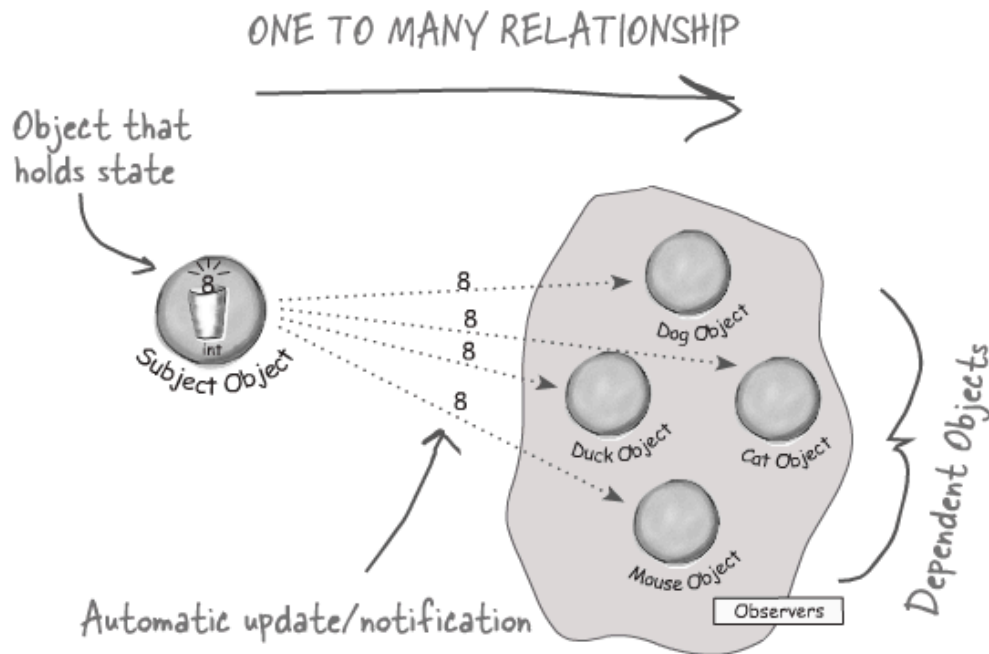 ONE TO MANY RELATIONSHIP
Object that
holds state
8
int
Subject Object
8
8
8
8
Dog Object
Duck Object
Cat Object
Mouse Object
Observers
Dependent Objects
Automatic update/notification